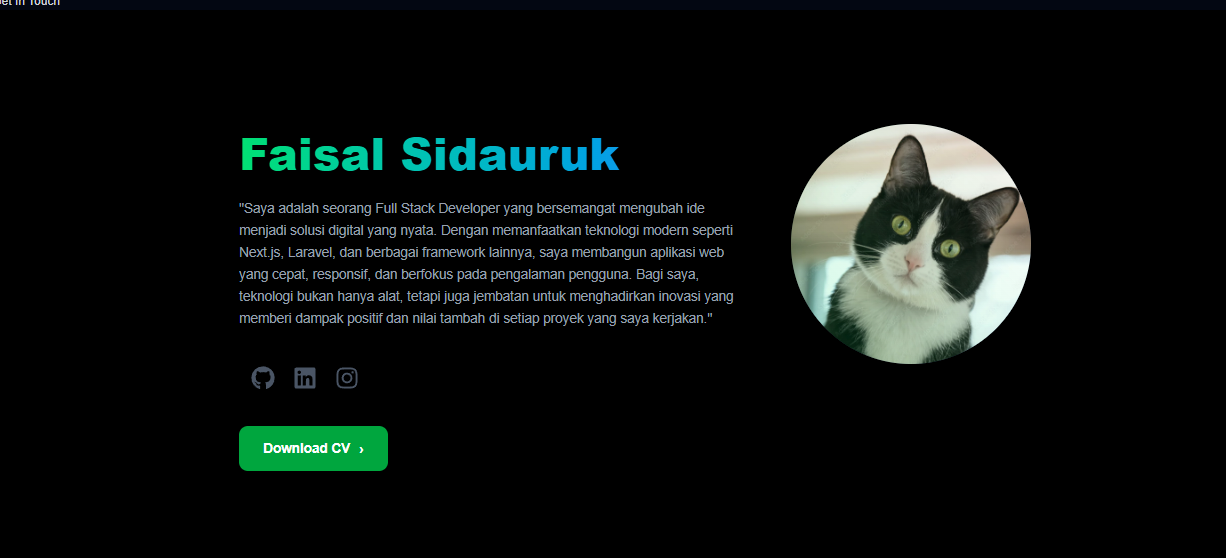 In Touch
Faisal Sidauruk
"Saya adalah seorang Full Stack Developer yang bersemangat mengubah ide
menjadi solusi digital yang nyata. Dengan memanfaatkan teknologi modern seperti
Next.js, Laravel, dan berbagai framework lainnya, saya membangun aplikasi web
yang cepat, responsif, dan berfokus pada pengalaman pengguna. Bagi saya,
teknologi bukan hanya alat, tetapi juga jembatan untuk menghadirkan inovasi yang
memberi dampak positif dan nilai tambah di setiap proyek yang saya kerjakan."
in
Download CV ›